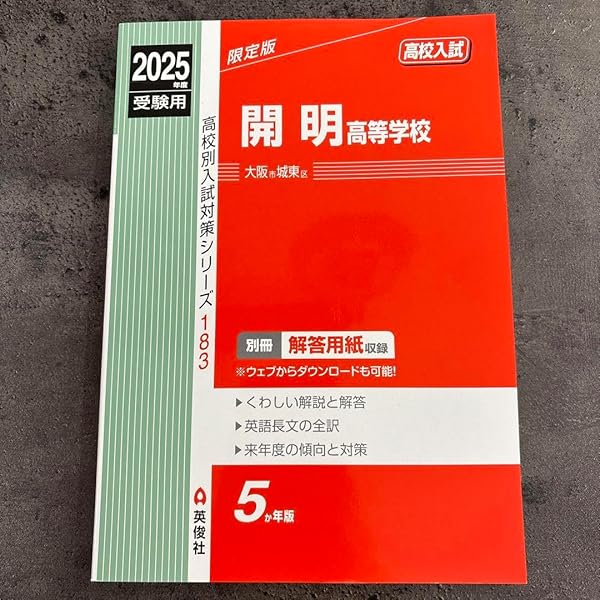 2025
年度
受験用
限定版
高校入試
開明高等学校
大阪市城東区
高校別入試対策シリーズ183
別冊 解答用紙収録
※ウェブからダウンロードも可能!
▶くわしい解説と解答
▶英語長文の全訳
▶来年度の傾向と対策
5か年版
英俊社